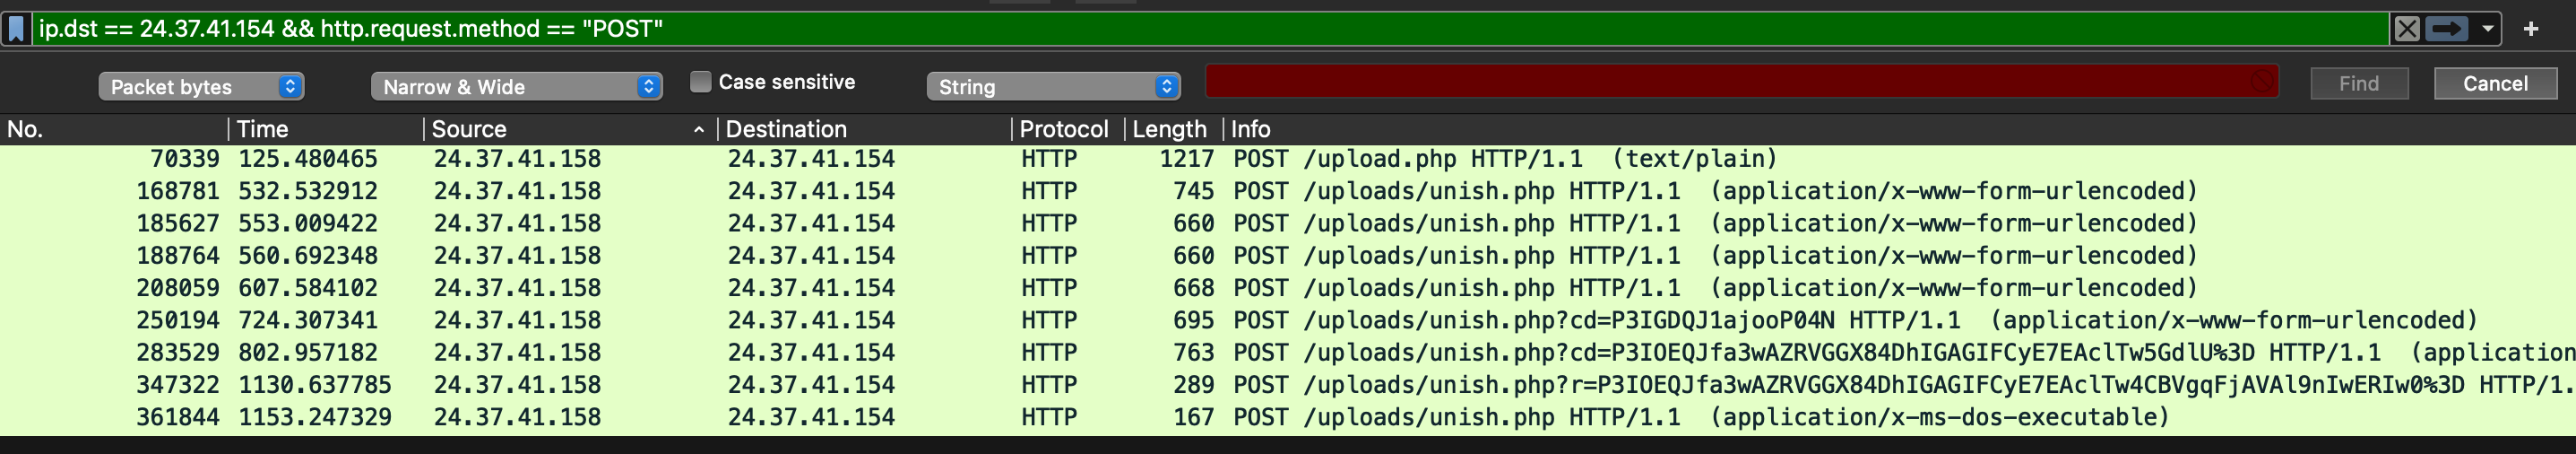 ip.dst == 24.37.41.154 && http.request.method == "POST"
Packet bytes Narrow & Wide Case sensitive String Find Cancel
No. Time Source Destination Protocol Length Info
70339 125.480465 24.37.41.158 24.37.41.154 HTTP 1217 POST /upload.php HTTP/1.1 (text/plain)
168781 532.532912 24.37.41.158 24.37.41.154 HTTP 745 POST /uploads/unish.php HTTP/1.1 (application/x-www-form-urlencoded)
185627 553.009422 24.37.41.158 24.37.41.154 HTTP 660 POST /uploads/unish.php HTTP/1.1 (application/x-www-form-urlencoded)
188764 560.692348 24.37.41.158 24.37.41.154 HTTP 660 POST /uploads/unish.php HTTP/1.1 (application/x-www-form-urlencoded)
208059 607.584102 24.37.41.158 24.37.41.154 HTTP 668 POST /uploads/unish.php HTTP/1.1 (application/x-www-form-urlencoded)
250194 724.307341 24.37.41.158 24.37.41.154 HTTP 695 POST /uploads/unish.php?cd=P3IGDQJ1ajooP04N HTTP/1.1 (application/x-www-form-urlencoded)
283529 802.957182 24.37.41.158 24.37.41.154 HTTP 763 POST /uploads/unish.php?cd=P3IOEQJfa3wAZRVGGX84DhIGAGIFCyE7EAclTw5GdlU%3D HTTP/1.1 (application
347322 1130.637785 24.37.41.158 24.37.41.154 HTTP 289 POST /uploads/unish.php?r=P3IOEQJfa3wAZRVGGX84DhIGAGIFCyE7EAclTw4CBVgqFjAVAl9nIwERIw0%3D HTTP/1.
361844 1153.247329 24.37.41.158 24.37.41.154 HTTP 167 POST /uploads/unish.php HTTP/1.1 (application/x-ms-dos-executable)